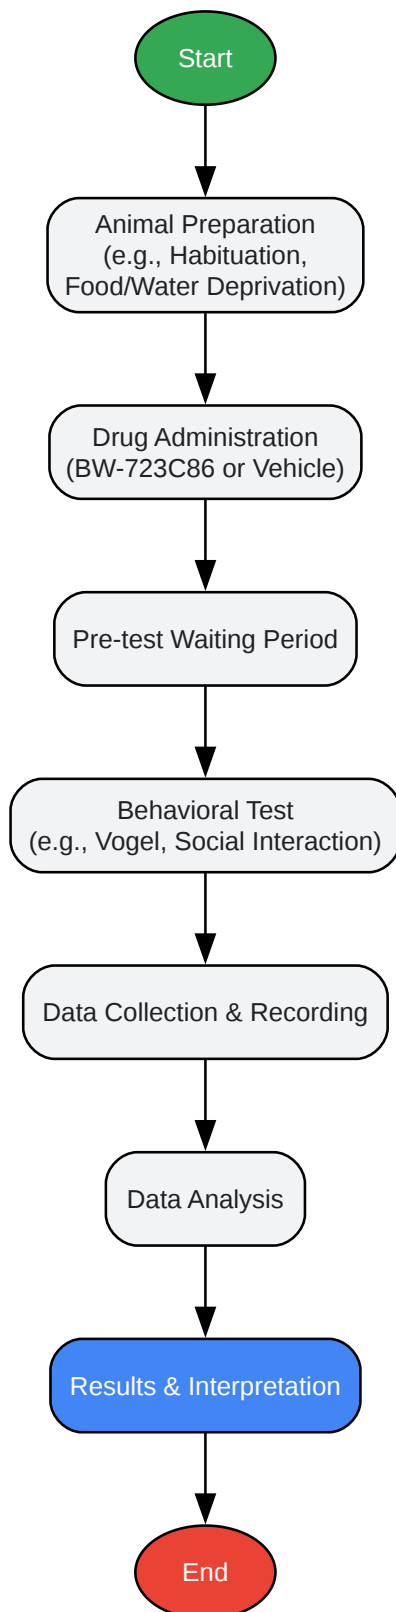 Start
Animal Preparation
(e.g., Habituation,
Food/Water Deprivation)
Drug Administration
(BW-723C86 or Vehicle)
Pre-test Waiting Period
Behavioral Test
(e.g., Vogel, Social Interaction)
Data Collection & Recording
Data Analysis
Results & Interpretation
End